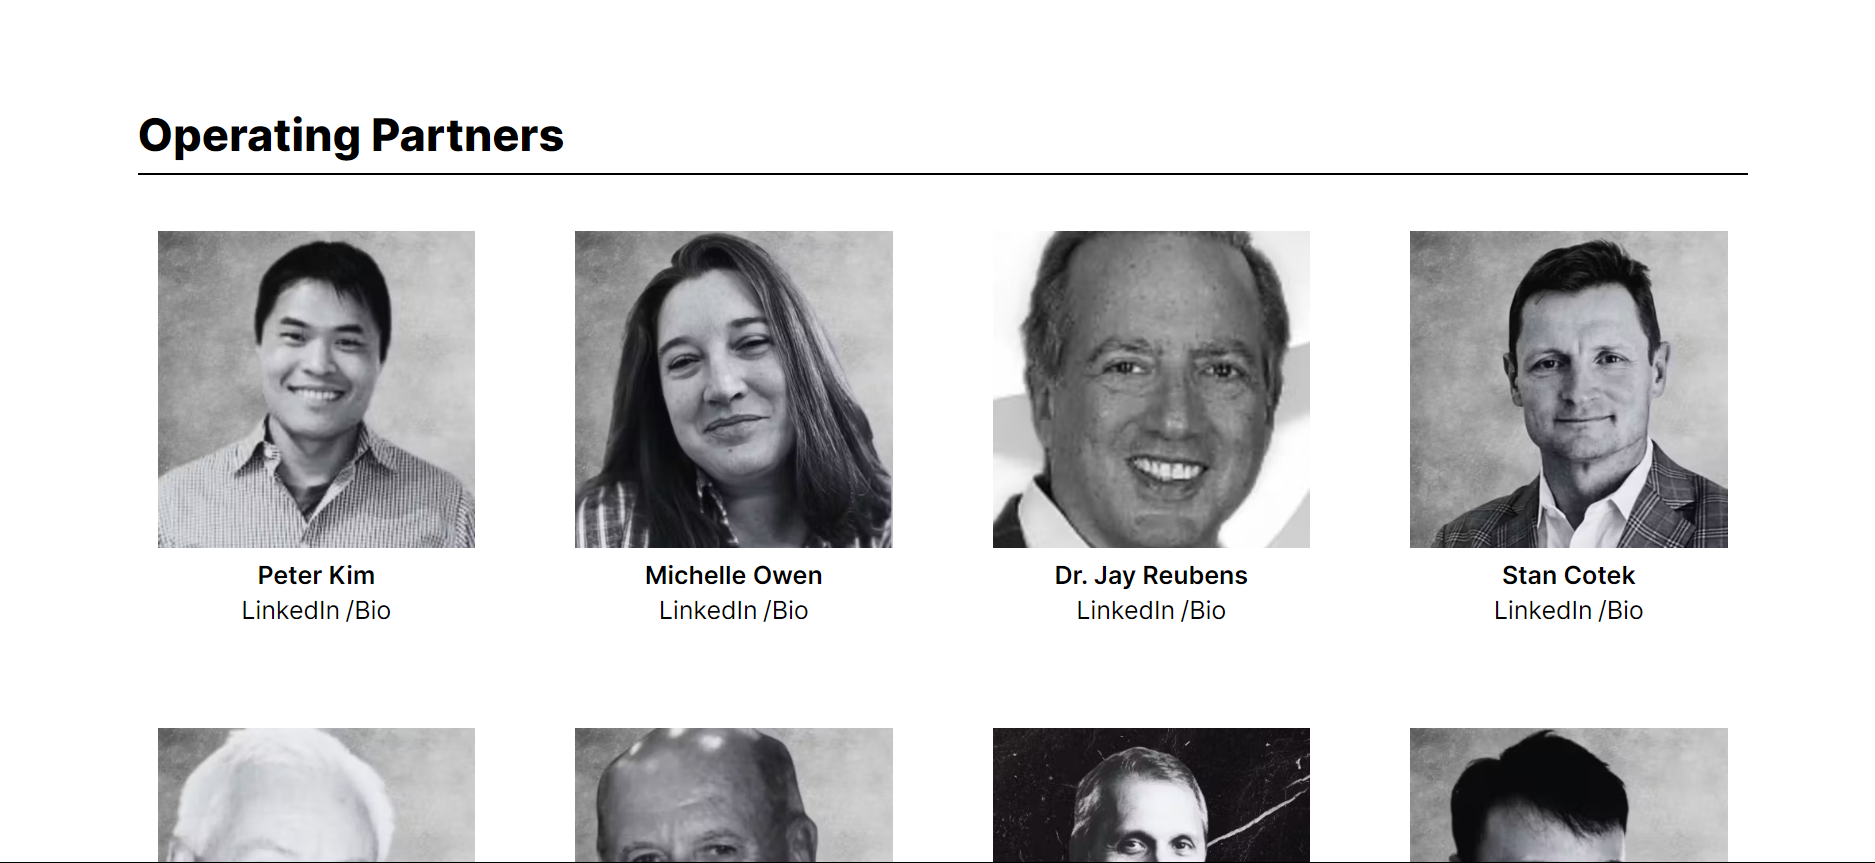 Operating Partners
Peter Kim
LinkedIn /Bio
Michelle Owen
LinkedIn /Bio
Dr. Jay Reubens
LinkedIn /Bio
Stan Cotek
LinkedIn /Bio